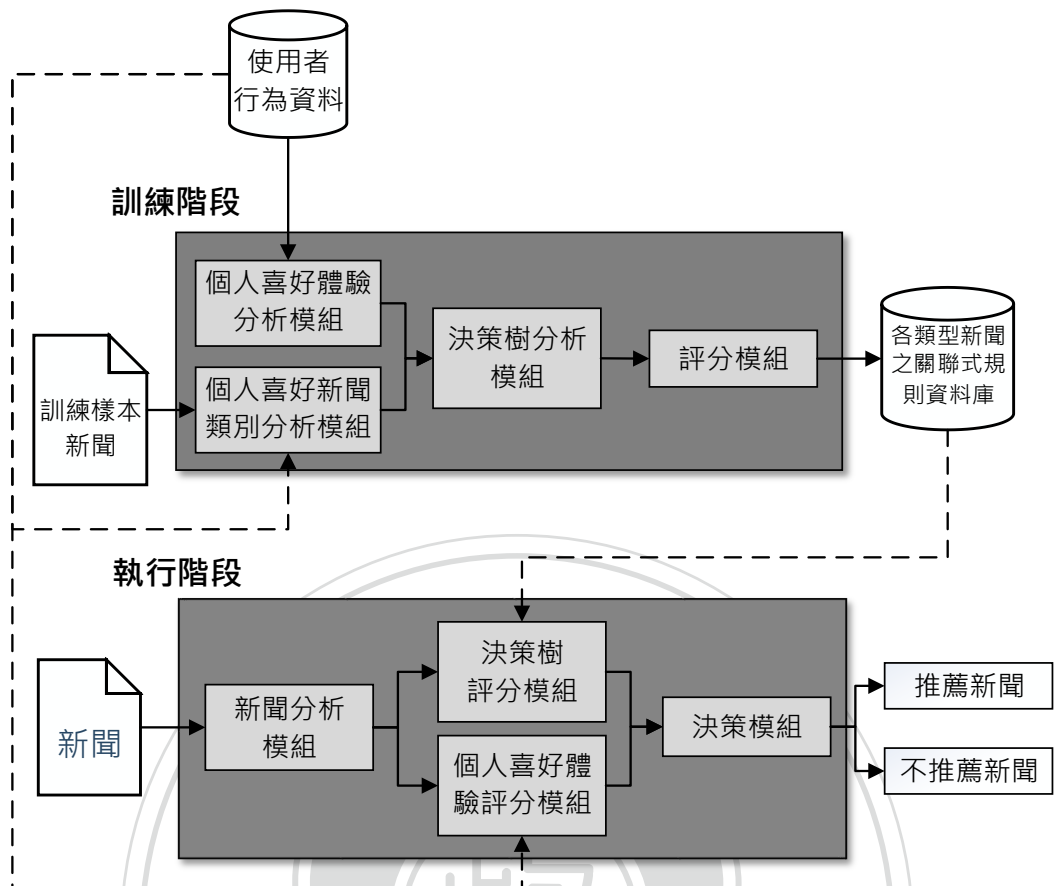 使用者
行為資料
訓練階段
個人喜好體驗
分析模組
訓練樣本
新聞
個人喜好新聞
類別分析模組
決策樹分析
模組
評分模組
各類型新聞
之關聯式規
則資料庫
執行階段
新聞
新聞分析
模組
決策樹
評分模組
個人喜好體
驗評分模組
決策模組
推薦新聞
不推薦新聞